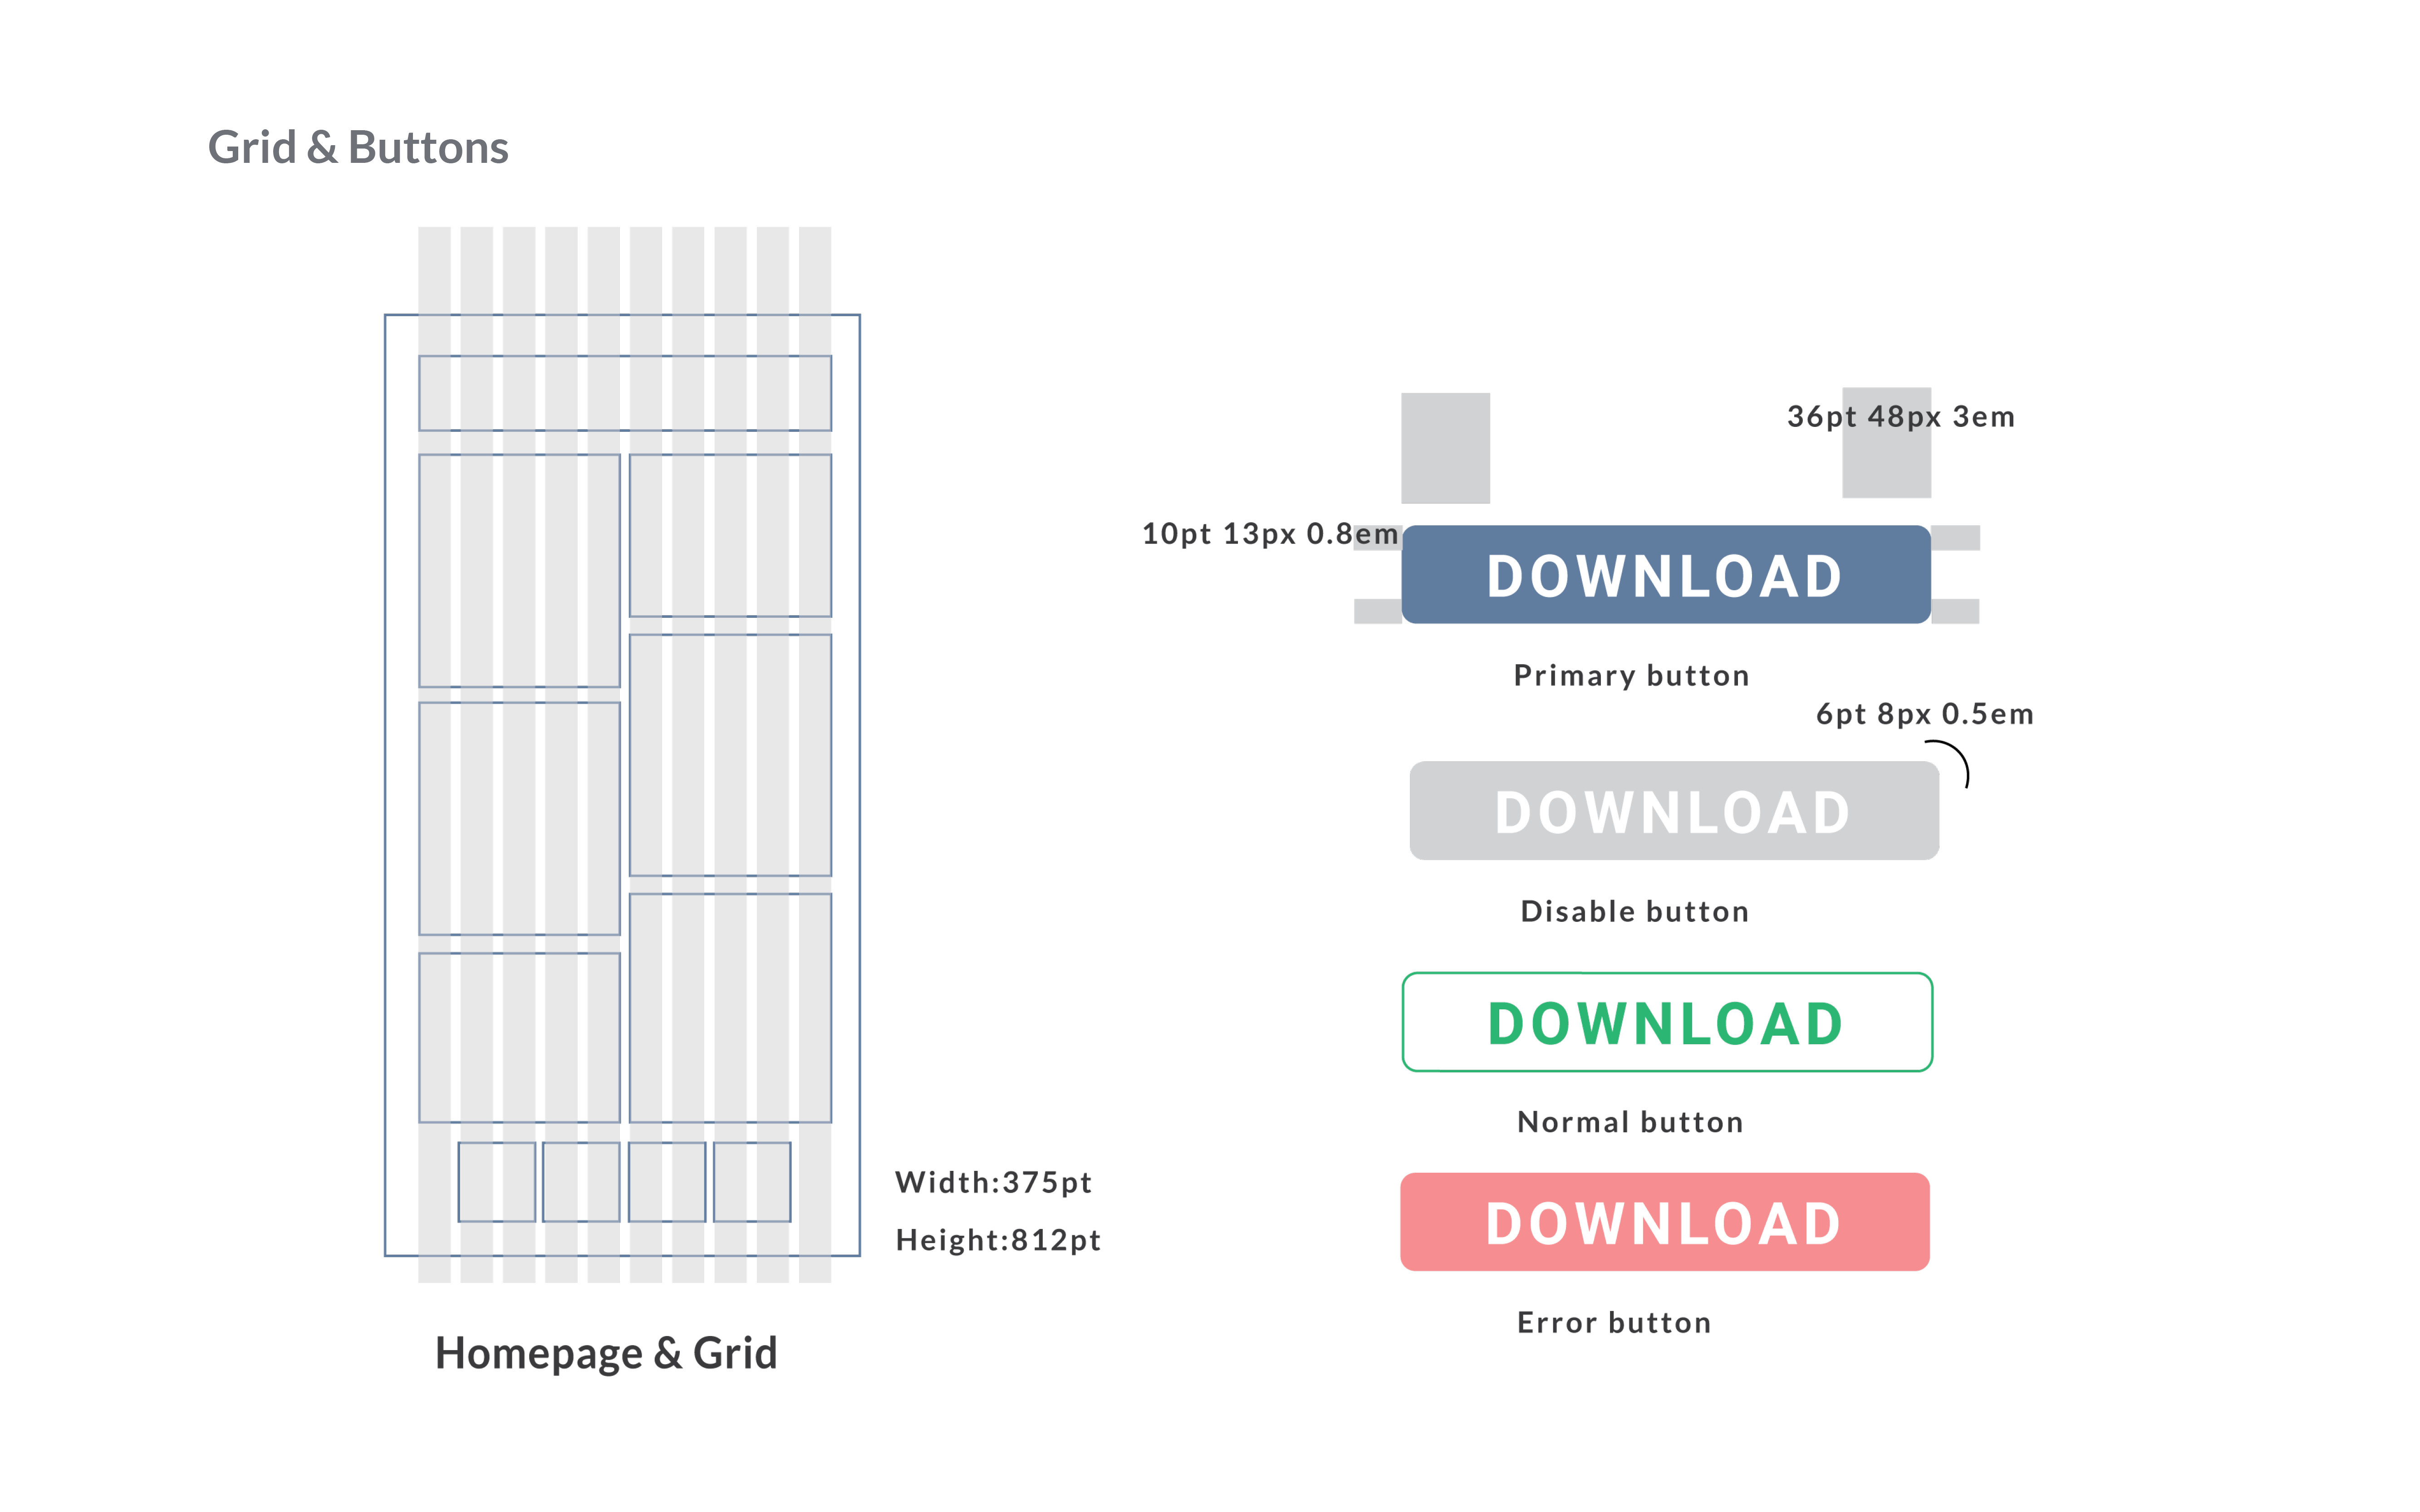 Grid & Buttons
Width:375pt
Height:812pt
Homepage & Grid
36pt 48px 3em
10pt 13px 0.8em
DOWNLOAD
Primary button
6pt 8px 0.5em
DOWNLOAD
Disable button
DOWNLOAD
Normal button
DOWNLOAD
Error button